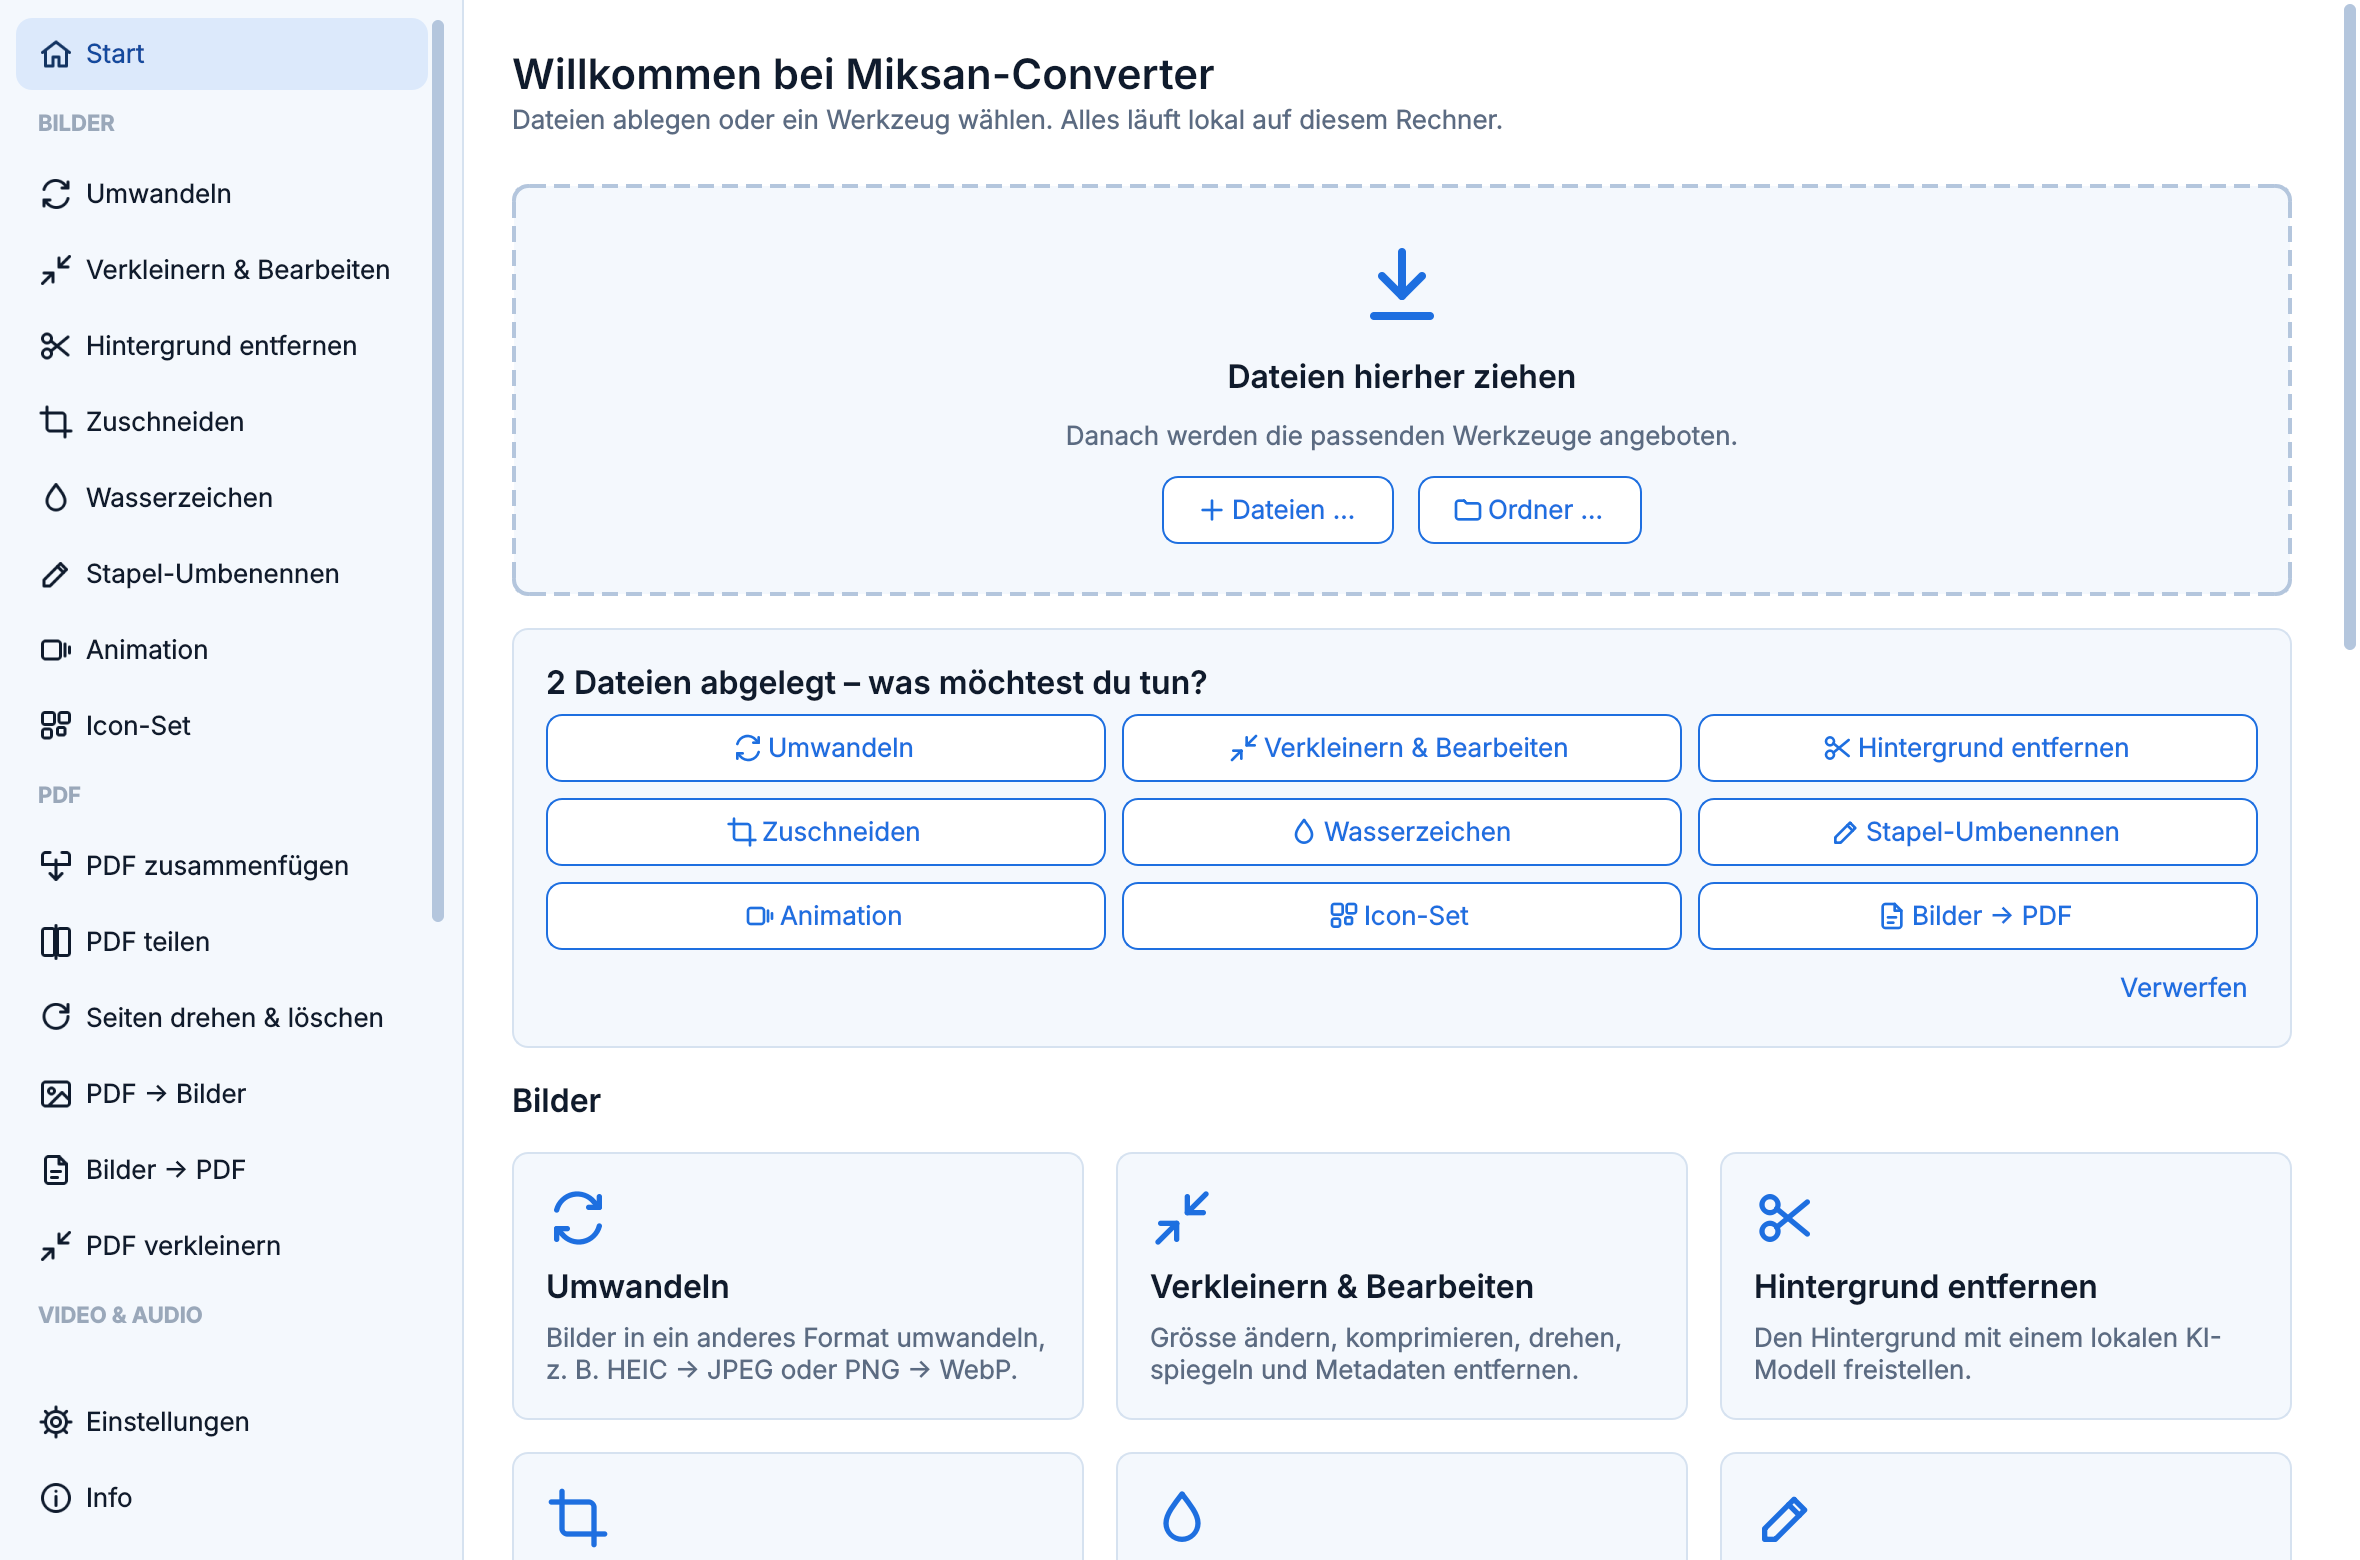 Start
BILDER
Umwandeln
Verkleinern & Bearbeiten
Hintergrund entfernen
Zuschneiden
Wasserzeichen
Stapel-Umbenennen
Animation
Icon-Set
PDF
PDF zusammenfügen
PDF teilen
Seiten drehen & löschen
PDF → Bilder
Bilder → PDF
PDF verkleinern
VIDEO & AUDIO
Einstellungen
Info
Willkommen bei Miksan-Converter
Dateien ablegen oder ein Werkzeug wählen. Alles läuft lokal auf diesem Rechner.
Dateien hierher ziehen
Danach werden die passenden Werkzeuge angeboten.
Dateien ... Ordner ...
2 Dateien abgelegt – was möchtest du tun?
Umwandeln Verkleinern & Bearbeiten Hintergrund entfernen
Zuschneiden Wasserzeichen Stapel-Umbenennen
Animation Icon-Set Bilder → PDF
Verwerfen
Bilder
Umwandeln
Bilder in ein anderes Format umwandeln,
z. B. HEIC → JPEG oder PNG → WebP.
Verkleinern & Bearbeiten
Grösse ändern, komprimieren, drehen,
spiegeln und Metadaten entfernen.
Hintergrund entfernen
Den Hintergrund mit einem lokalen KI-
Modell freistellen.